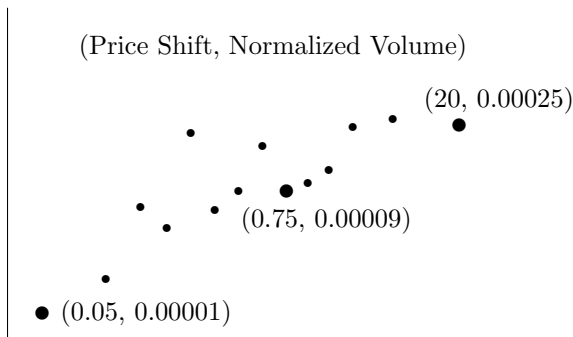 (Price Shift, Normalized Volume)
(20, 0.00025)
(0.75, 0.00009)
(0.05, 0.00001)